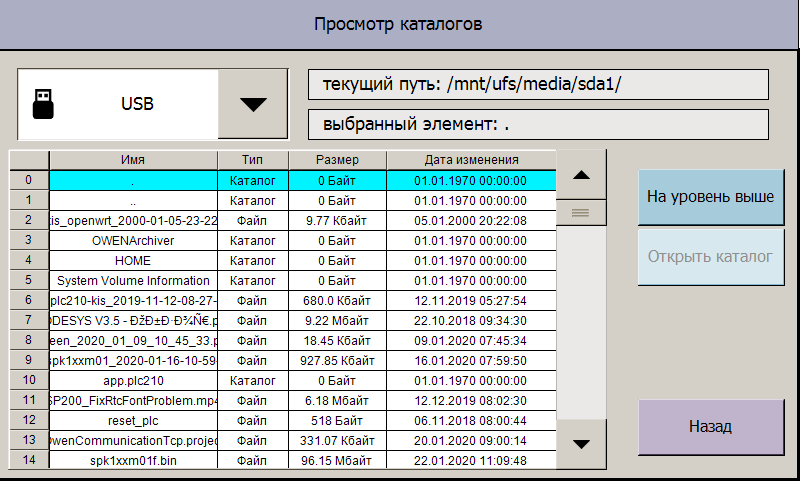 Просмотр каталогов
USB
текущий путь: /mnt/ufs/media/sda1/
выбранный элемент: .
Имя Тип Размер Дата изменения
0 . Каталог 0 Байт 01.01.1970 00:00:00
1 .. Каталог 0 Байт 01.01.1970 00:00:00
2 kis_openwrt_2000-01-05-23-22 Файл 9.77 Кбайт 05.01.2000 20:22:08
3 OWENArchiver Каталог 0 Байт 01.01.1970 00:00:00
4 HOME Каталог 0 Байт 01.01.1970 00:00:00
5 System Volume Information Каталог 0 Байт 01.01.1970 00:00:00
6 plc210-kis_2019-11-12-08-27- Файл 680.0 Кбайт 12.11.2019 05:27:54
7 ODESYS V3.5 - ÐžÐ±Ð·Ð¾Ñ€.p Файл 9.22 Мбайт 22.10.2018 09:34:30
8 een_2020_01_09_10_45_33.p Файл 18.45 Кбайт 09.01.2020 07:45:34
9 spk1xxm01_2020-01-16-10-59- Файл 927.85 Кбайт 16.01.2020 07:59:50
10 app.plc210 Каталог 0 Байт 01.01.1970 00:00:00
11 SP200_FixRtcFontProblem.mp4 Файл 6.18 Мбайт 12.12.2019 08:02:30
12 reset_plc Файл 518 Байт 06.11.2018 08:00:44
13 OwenCommunicationTcp.projec Файл 331.07 Кбайт 20.01.2020 09:00:14
14 spk1xxm01f.bin Файл 96.15 Мбайт 22.01.2020 11:09:48
На уровень выше
Открыть каталог
Назад